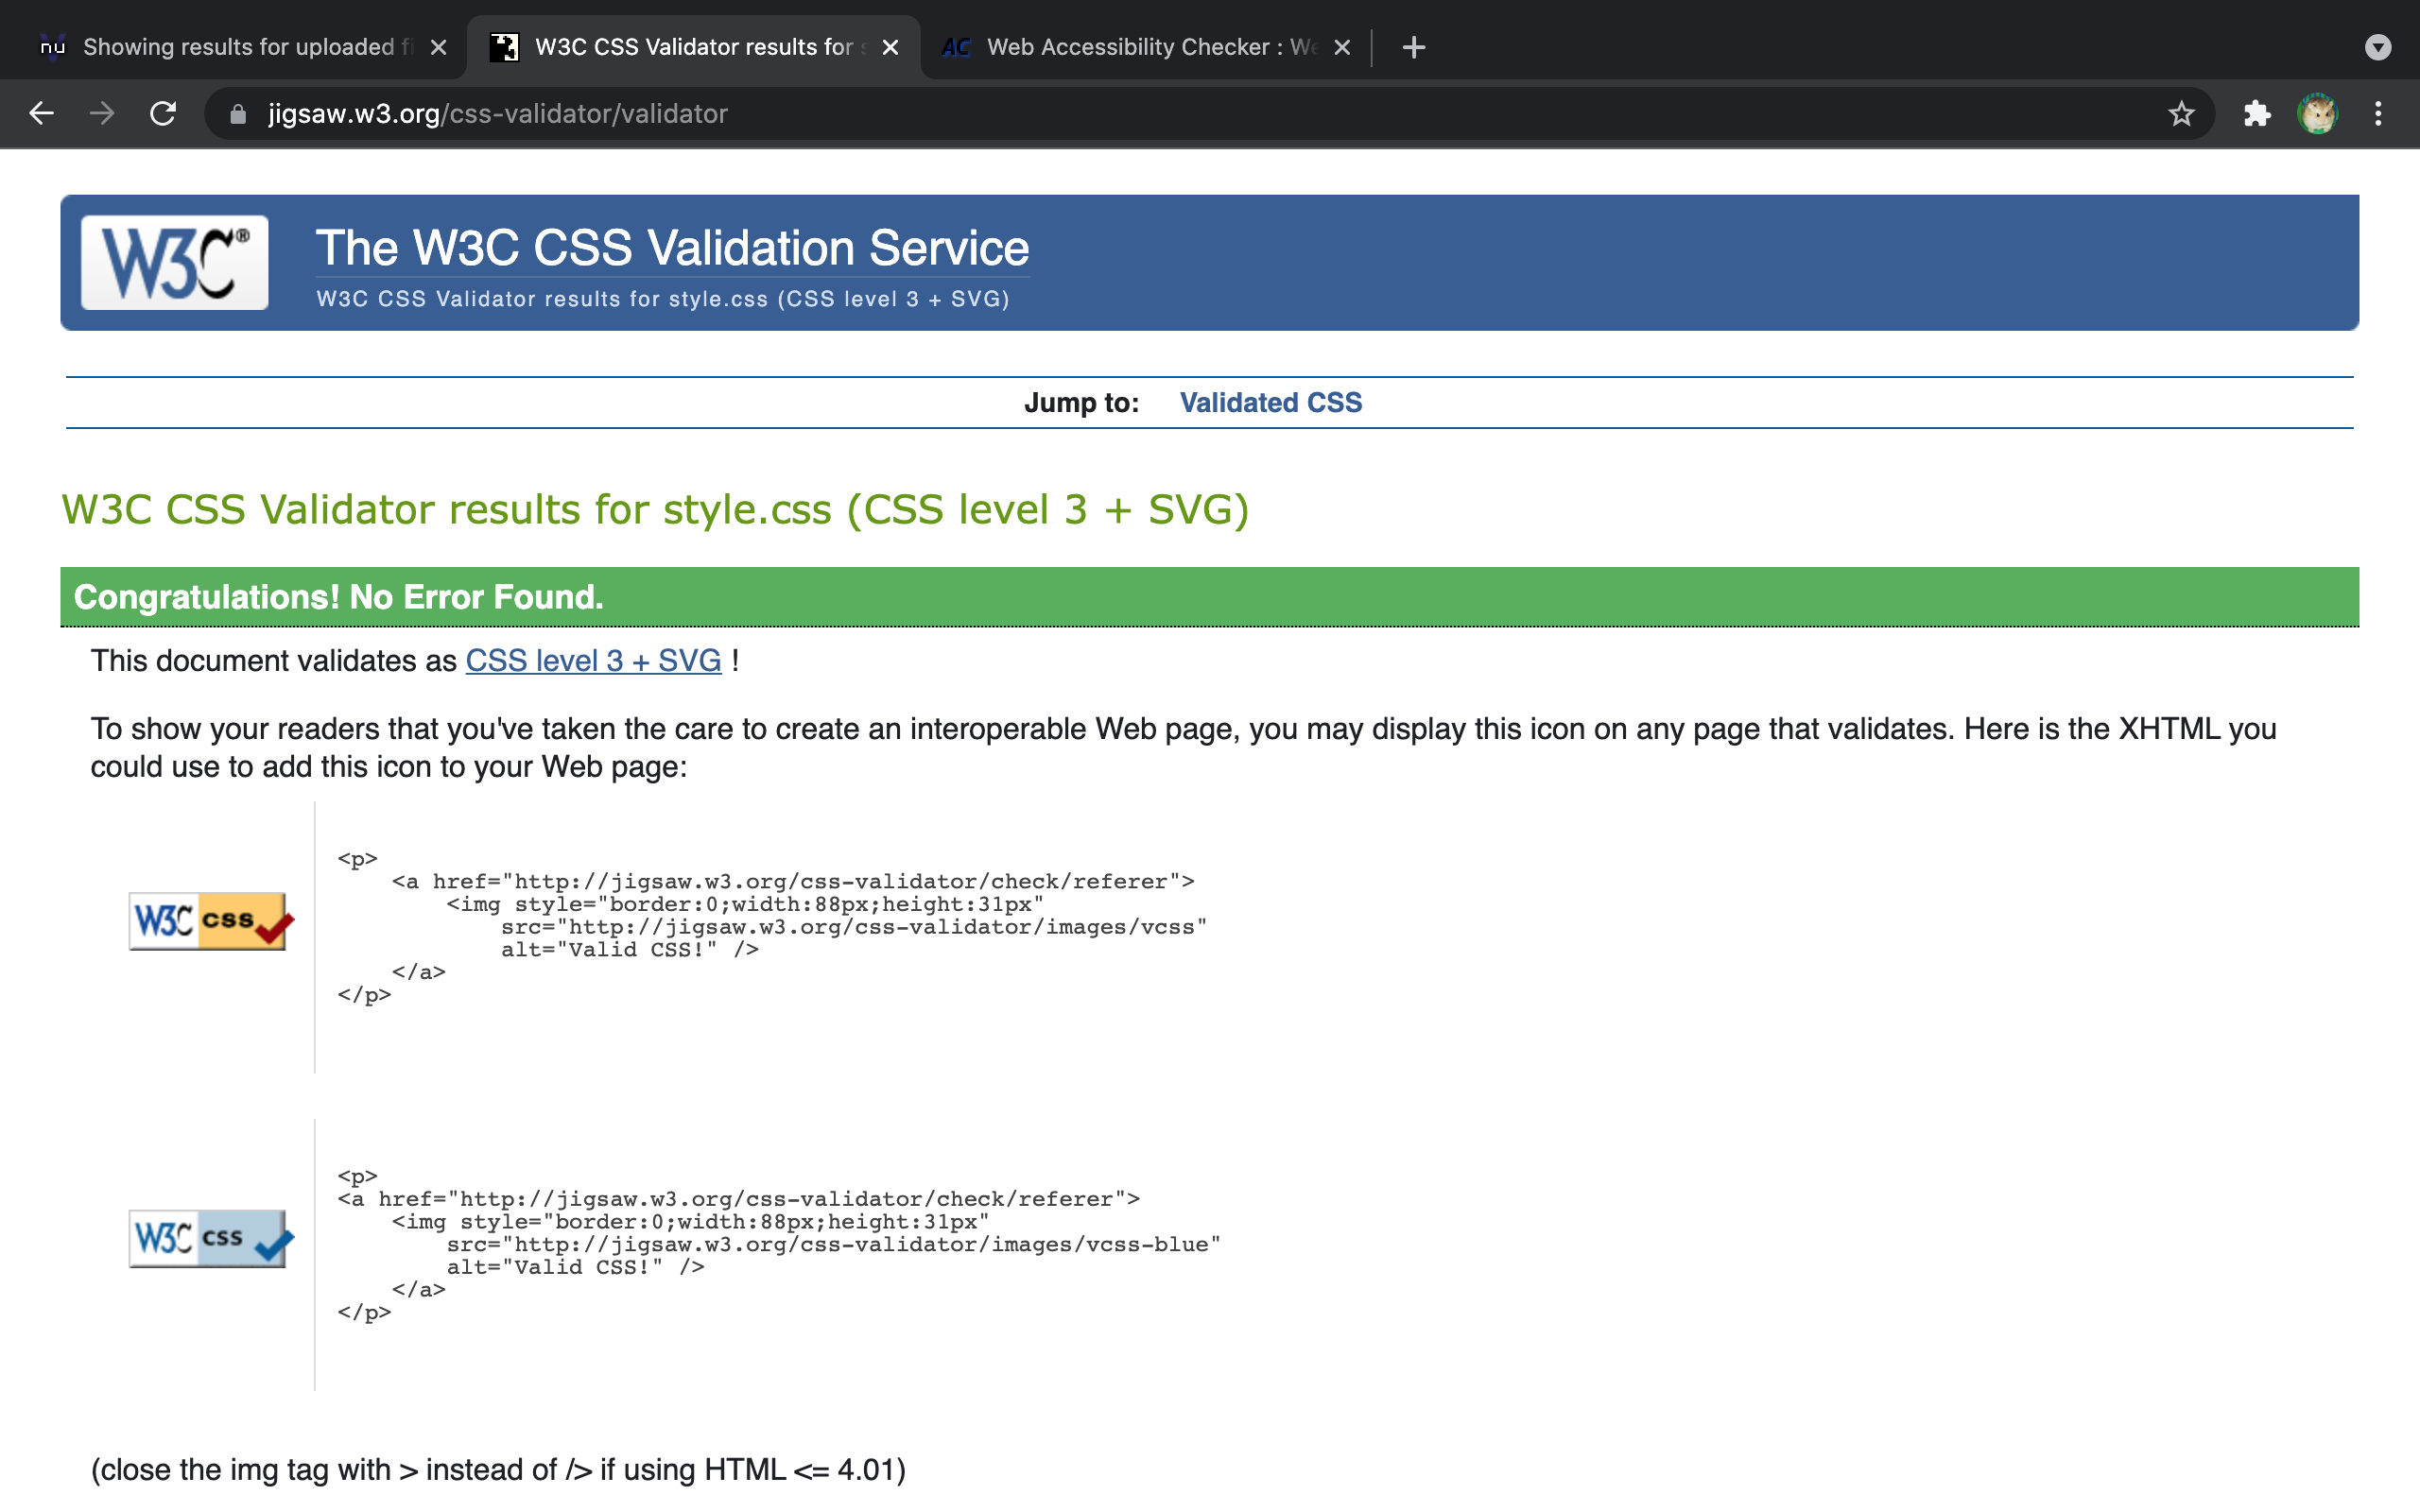 nu Showing results for uploaded fi
W3C CSS Validator results for s
AC Web Accessibility Checker : We
jigsaw.w3.org/css-validator/validator
W3C®
The W3C CSS Validation Service
W3C CSS Validator results for style.css (CSS level 3 + SVG)
Jump to: Validated CSS
W3C CSS Validator results for style.css (CSS level 3 + SVG)
Congratulations! No Error Found.
This document validates as CSS level 3 + SVG !
To show your readers that you've taken the care to create an interoperable Web page, you may display this icon on any page that validates. Here is the XHTML you
could use to add this icon to your Web page:
W3C css
<p>
<a href="http://jigsaw.w3.org/css-validator/check/referer">
<img style="border:0;width:88px;height:31px"
src="http://jigsaw.w3.org/css-validator/images/vcss"
alt="Valid CSS!" />
</a>
</p>
W3C css
<p>
<a href="http://jigsaw.w3.org/css-validator/check/referer">
<img style="border:0;width:88px;height:31px"
src="http://jigsaw.w3.org/css-validator/images/vcss-blue"
alt="Valid CSS!" />
</a>
</p>
(close the img tag with > instead of /> if using HTML <= 4.01)